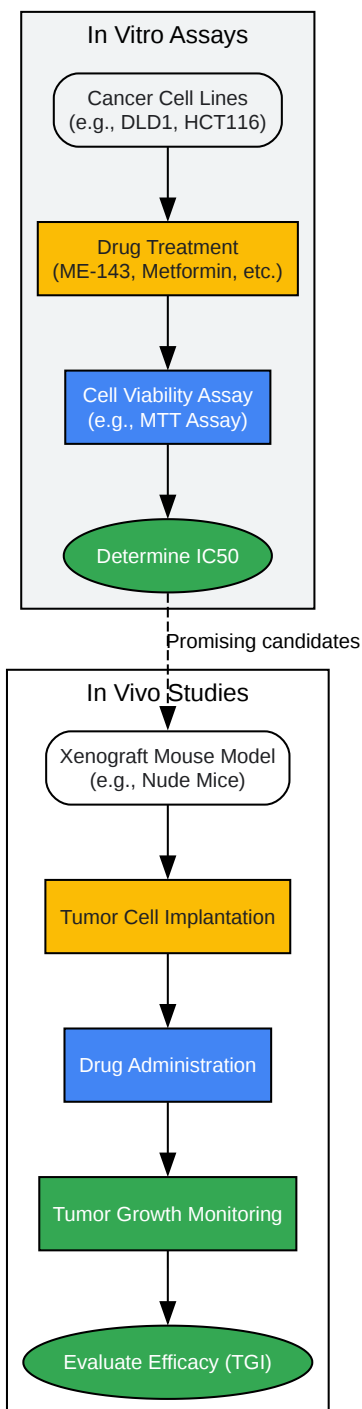 In Vitro Assays
Cancer Cell Lines
(e.g., DLD1, HCT116)
Drug Treatment
(ME-143, Metformin, etc.)
Cell Viability Assay
(e.g., MTT Assay)
Determine IC50
Promising candidates
In Vivo Studies
Xenograft Mouse Model
(e.g., Nude Mice)
Tumor Cell Implantation
Drug Administration
Tumor Growth Monitoring
Evaluate Efficacy (TGI)